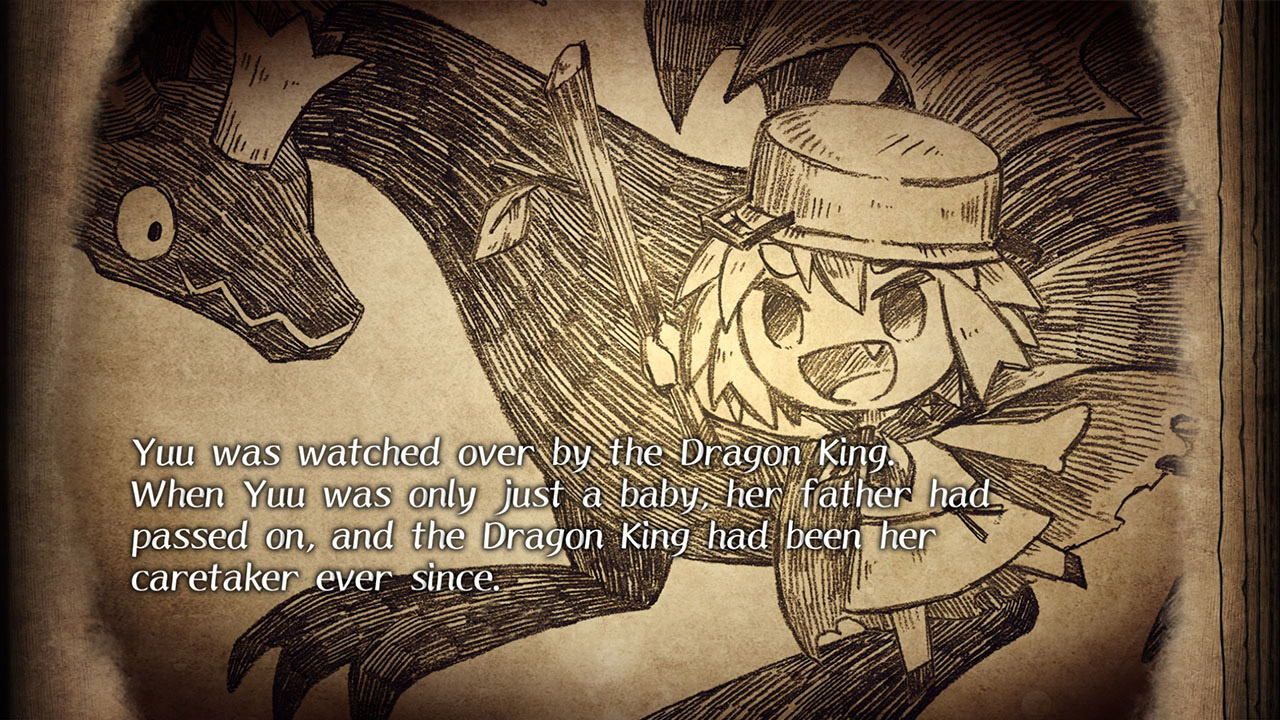 Yuu was watched over by the Dragon King.
When Yuu was only just a baby, her father had
passed on, and the Dragon King had been her
caretaker ever since.